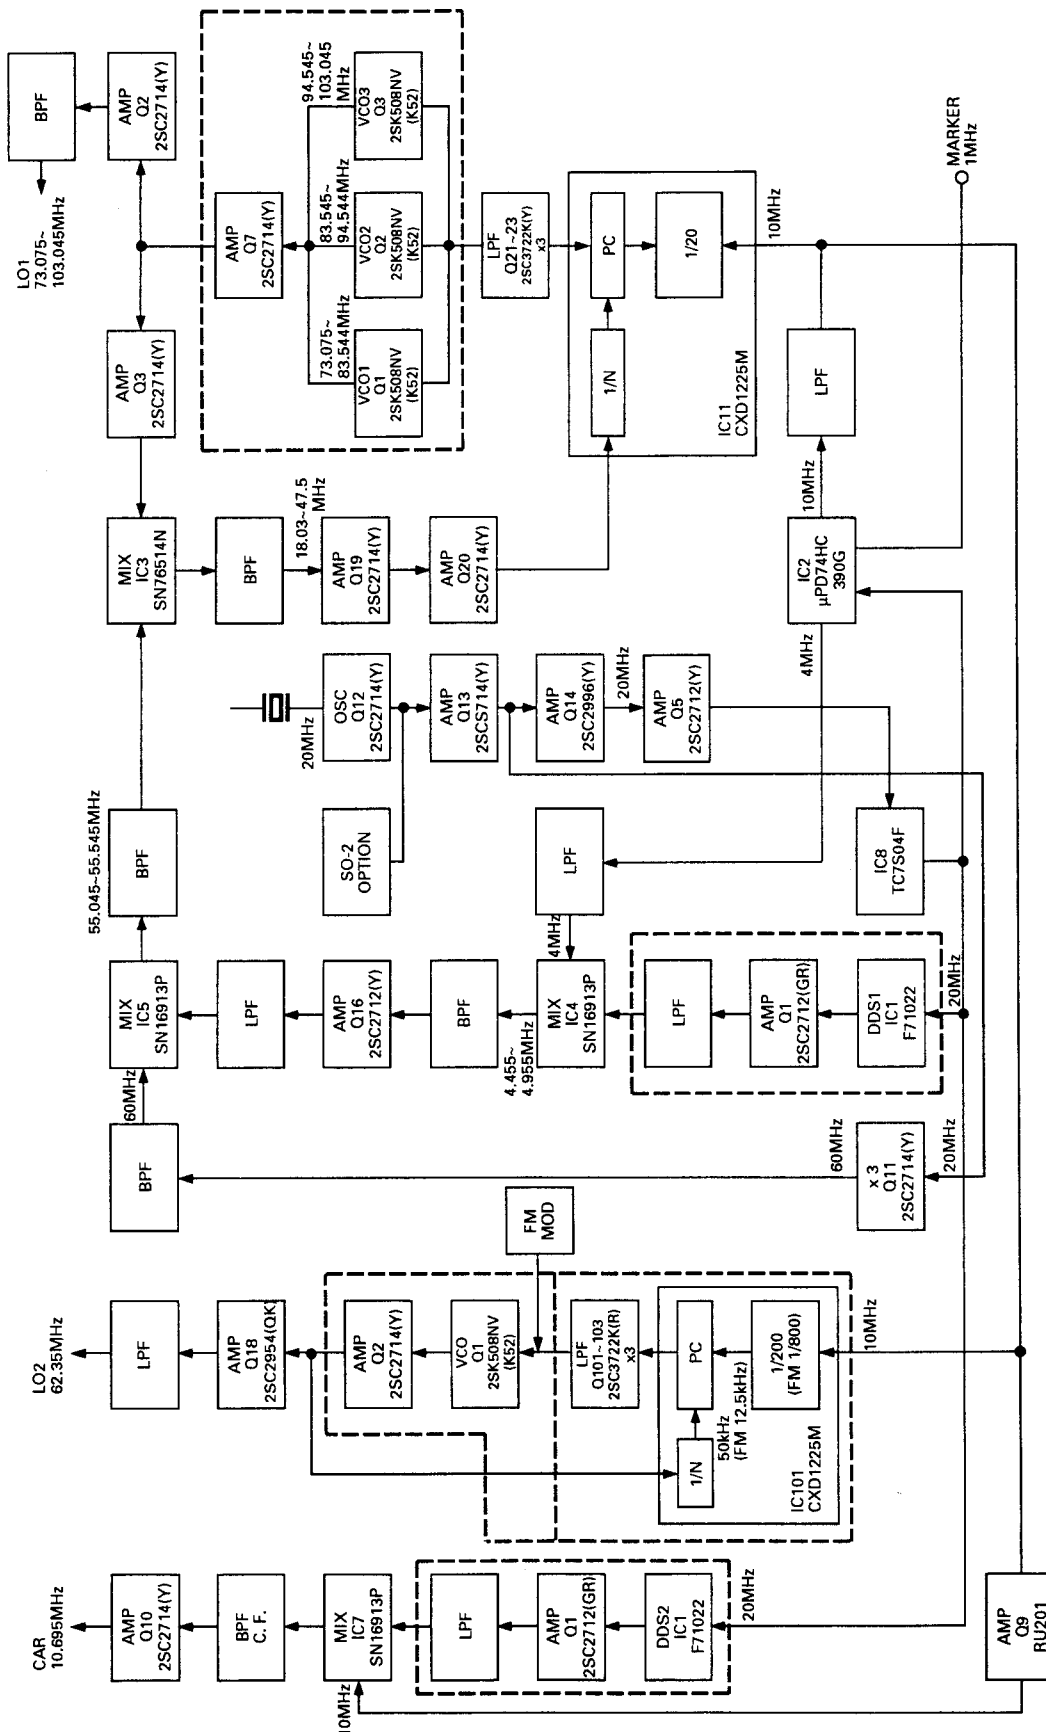 LO1
73.075~
103.045MHz
BPF
AMP
Q2
2SC2714(Y)
AMP
Q3
2SC2714(Y)
AMP
Q7
2SC2714(Y)
73.075~
83.544MHz
83.545~
94.544MHz
94.545~
103.045
MHz
VCO1
Q1
2SK508NV
(K52)
VCO2
Q2
2SK508NV
(K52)
VCO3
Q3
2SK508NV
(K52)
LPF
Q21~23
2SC3722K(Y)
x3
PC
1/N
1/20
IC11
CXD1225M
10MHz
MARKER
1MHz
LPF
10MHz
IC2
µPD74HC
390G
4MHz
MIX
IC3
SN76514N
BPF
18.03~47.5
MHz
AMP
Q19
2SC2714(Y)
AMP
Q20
2SC2714(Y)
20MHz
OSC
Q12
2SC2714(Y)
AMP
Q13
2SCS714(Y)
AMP
Q14
2SC2996(Y)
20MHz
AMP
Q5
2SC2712(Y)
SO-2
OPTION
LPF
4MHz
IC8
TC7S04F
55.045~55.545MHz
BPF
MIX
IC5
SN16913P
LPF
AMP
Q16
2SC2712(Y)
BPF
4.455~
4.955MHz
MIX
IC4
SN16913P
LPF
AMP
Q1
2SC2712(GR)
DDS1
IC1
F71022
20MHz
60MHz
BPF
60MHz
x 3
Q11
2SC2714(Y)
20MHz
FM
MOD
LO2
62.35MHz
LPF
AMP
Q18
2SC2954(QK)
AMP
Q2
2SC2714(Y)
VCO
Q1
2SK508NV
(K52)
LPF
Q101~103
2SC3722K(R)
x3
PC
1/N
50kHz
(FM 12.5kHz)
1/200
(FM 1/800)
IC101
CXD1225M
10MHz
CAR
10.695MHz
AMP
Q10
2SC2714(Y)
BPF
C. F.
MIX
IC7
SN16913P
10MHz
LPF
AMP
Q1
2SC2712(GR)
DDS2
IC1
F71022
20MHz
AMP
Q9
RU201